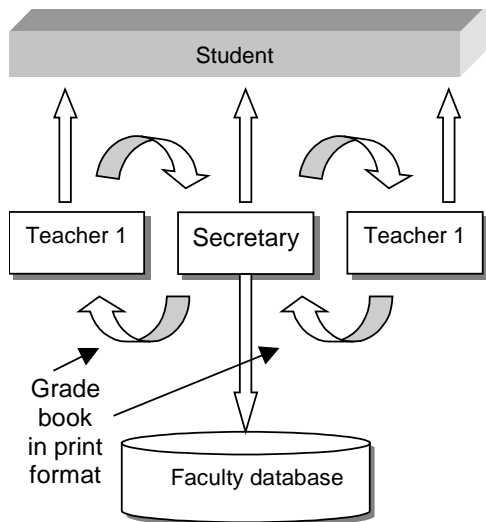 Student
Teacher 1
Secretary
Teacher 1
Grade
book
in print
format
Faculty database